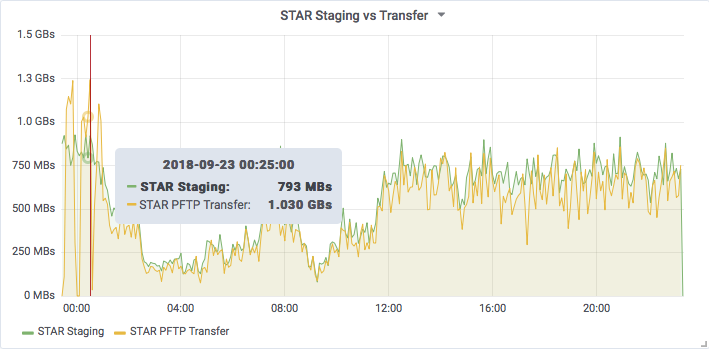 STAR Staging vs Transfer
1.5 GBs
1.3 GBs
1.0 GBs
750 MBs
500 MBs
250 MBs
0 MBs
2018-09-23 00:25:00
STAR Staging: 793 MBs
STAR PFTP Transfer: 1.030 GBs
00:00 04:00 08:00 12:00 16:00 20:00
STAR Staging STAR PFTP Transfer